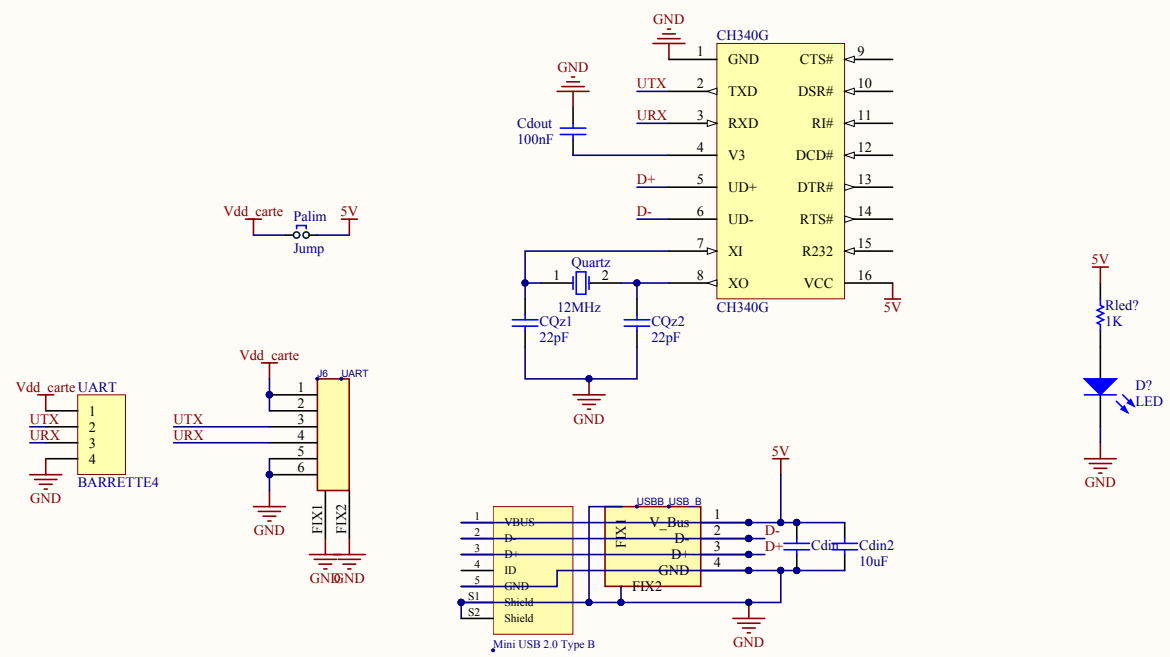 GND
CH340G
1 GND CTS# 9
UTX 2 TXD DSR# 10
URX 3 RXD RI# 11
4 V3 DCD# 12
D+ 5 UD+ DTR# 13
D- 6 UD- RTS# 14
7 XI R232 15
8 XO VCC 16
CH340G
5V
GND
Cdout
100nF
Quartz
1 2
12MHz
CQz1
22pF
CQz2
22pF
GND
Vdd_carte
Palim
5V
Jump
5V
Rled?
1K
D?
LED
GND
Vdd_carte
UART
1
UTX 2
URX 3
4
GND
BARRETTE4
Vdd_carte
J6 UART
1
2
UTX 3
URX 4
5
6
GND
FIX1
FIX2
GND
GND
5V
USBB USB_B
1 VBUS
2 D-
3 D+
4 ID
5 GND
S1 Shield
S2 Shield
Mini USB 2.0 Type B
FIX1
V_Bus 1
D- 2
D+ 3
GND 4
FIX2
D-
D+
Cdin
Cdin2
10uF
GND